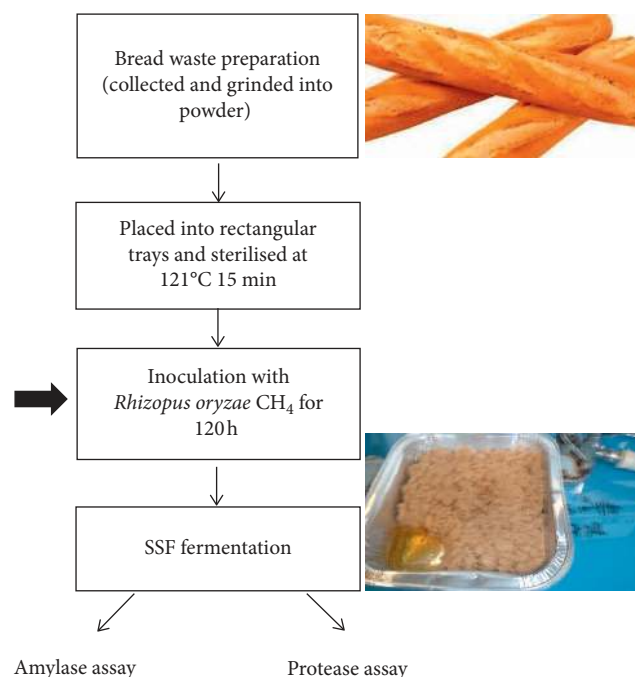 Bread waste preparation
(collected and grinded into
powder)
Placed into rectangular
trays and sterilised at
121°C 15 min
Inoculation with
Rhizopus oryzae CH₄ for
120 h
SSF fermentation
Amylase assay
Protease assay